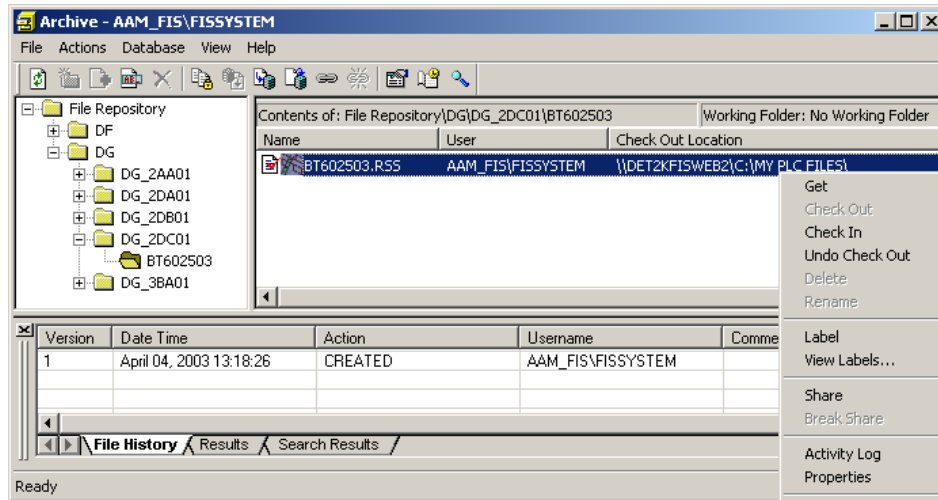 Archive - AAM_FIS\FISSYSTEM
File Actions Database View Help
File Repository
DF
DG
DG_2AA01
DG_2DA01
DG_2DB01
DG_2DC01
BT602503
DG_3BA01
Contents of: File Repository\DG\DG_2DC01\BT602503 Working Folder: No Working Folder
Name User Check Out Location
BT602503.RSS AAM_FIS\FISSYSTEM \\DET2KFISWEB2\C:\MY PLC FILES\
Get
Check Out
Check In
Undo Check Out
Delete
Rename
Label
View Labels...
Share
Break Share
Activity Log
Properties
Version Date Time Action Username Comme
1 April 04, 2003 13:18:26 CREATED AAM_FIS\FISSYSTEM
File History Results Search Results
Ready